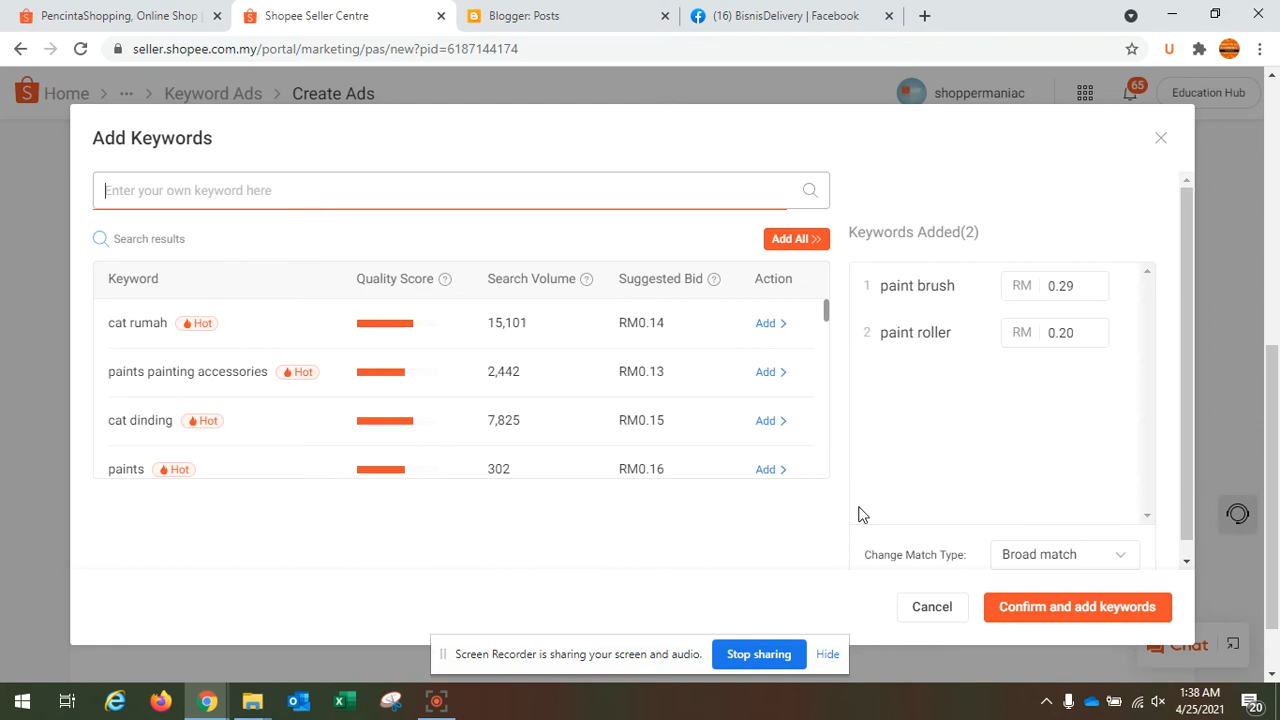 PencintaShopping, Online Shop
Shopee Seller Centre
Blogger: Posts
(16) BisnisDelivery | Facebook
seller.shopee.com.my/portal/marketing/pas/new?pid=6187144174
Home > ... > Keyword Ads > Create Ads
shoppermaniac
65
Education Hub
Add Keywords
Enter your own keyword here
Search results
Add All
Keywords Added(2)
Keyword Quality Score ? Search Volume ? Suggested Bid ? Action
cat rumah Hot 15,101 RM0.14 Add >
paints painting accessories Hot 2,442 RM0.13 Add >
cat dinding Hot 7,825 RM0.15 Add >
paints Hot 302 RM0.16 Add >
1 paint brush RM 0.29
2 paint roller RM 0.20
Change Match Type: Broad match
Cancel
Confirm and add keywords
Chat
Screen Recorder is sharing your screen and audio.
Stop sharing
Hide
1:38 AM
4/25/2021
20